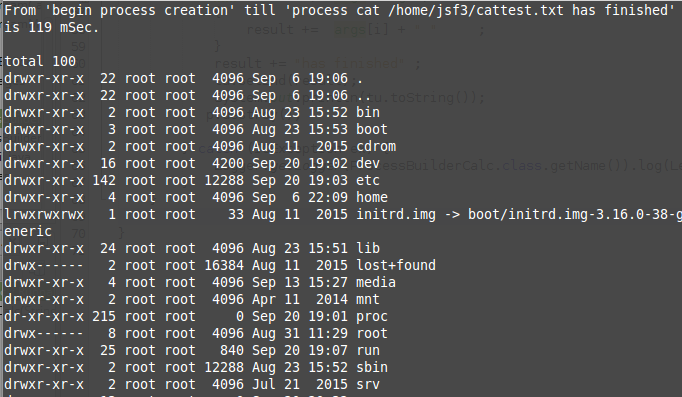 From 'begin process creation' till 'process cat /home/jsf3/cattest.txt has finished'
is 119 mSec.
total 100
drwxr-xr-x  22 root root  4096 Sep  6 19:06 .
drwxr-xr-x  22 root root  4096 Sep  6 19:06 ..
drwxr-xr-x   2 root root  4096 Aug 23 15:52 bin
drwxr-xr-x   3 root root  4096 Aug 23 15:53 boot
drwxr-xr-x   2 root root  4096 Aug 11  2015 cdrom
drwxr-xr-x  16 root root  4200 Sep 20 19:02 dev
drwxr-xr-x 142 root root 12288 Sep 20 19:03 etc
drwxr-xr-x   4 root root  4096 Sep  6 22:09 home
lrwxrwxrwx   1 root root    33 Aug 11  2015 initrd.img -> boot/initrd.img-3.16.0-38-g
eneric
drwxr-xr-x  24 root root  4096 Aug 23 15:51 lib
drwx------   2 root root 16384 Aug 11  2015 lost+found
drwxr-xr-x   4 root root  4096 Sep 13 15:27 media
drwxr-xr-x   2 root root  4096 Apr 11  2014 mnt
dr-xr-xr-x 215 root root     0 Sep 20 19:01 proc
drwx------   8 root root  4096 Aug 31 11:29 root
drwxr-xr-x  25 root root   840 Sep 20 19:07 run
drwxr-xr-x   2 root root 12288 Aug 23 15:52 sbin
drwxr-xr-x   2 root root  4096 Jul 21  2015 srv